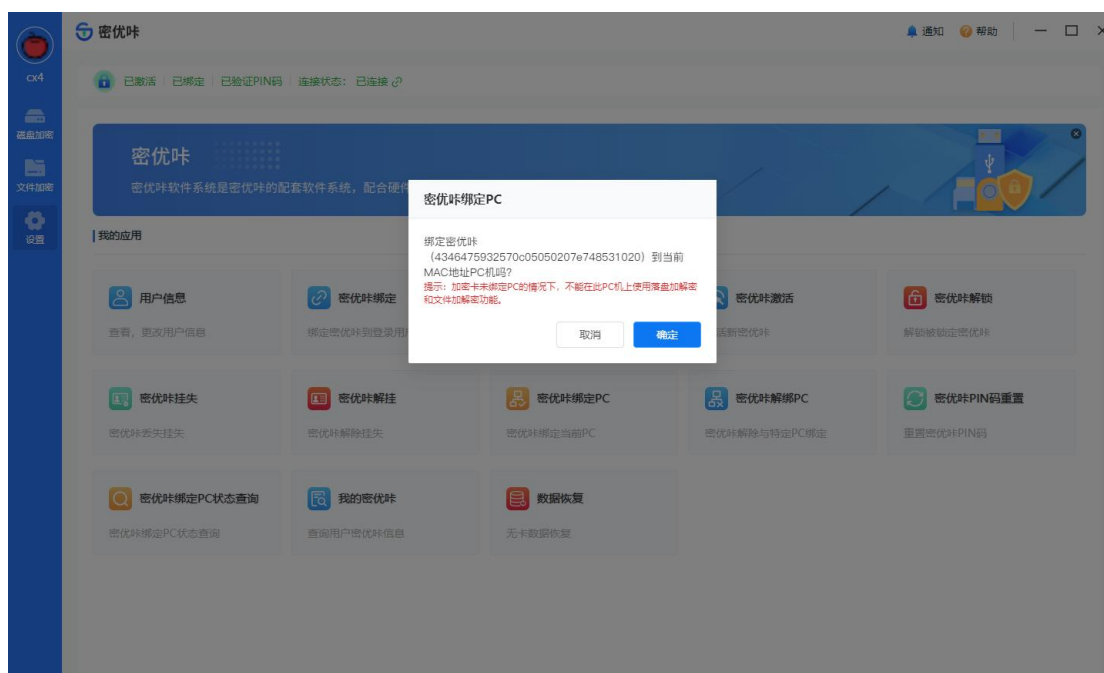 密优咔
通知 帮助
cx4
已激活 已绑定 已验证PIN码 连接状态: 已连接
磁盘加密
文件加密
设置
密优咔
密优咔软件系统是密优咔的配套软件系统，配合硬件
我的应用
密优咔绑定PC
绑定密优咔
（4346475932570c05050207e748531020）到当前
MAC地址PC机吗?
提示：加密卡未绑定PC的情况下，不能在此PC机上使用落盘加解密
和文件加解密功能。
取消 确定
用户信息
查看，更改用户信息
密优咔绑定
绑定密优咔到登录用
密优咔激活
活新密优咔
密优咔解锁
解锁被锁定密优咔
密优咔挂失
密优咔丢失挂失
密优咔解挂
密优咔解除挂失
密优咔绑定PC
密优咔绑定当前PC
密优咔解绑PC
密优咔解除与特定PC绑定
密优咔PIN码重置
重置密优咔PIN码
密优咔绑定PC状态查询
密优咔绑定PC状态查询
我的密优咔
查询用户密优咔信息
数据恢复
无卡数据恢复